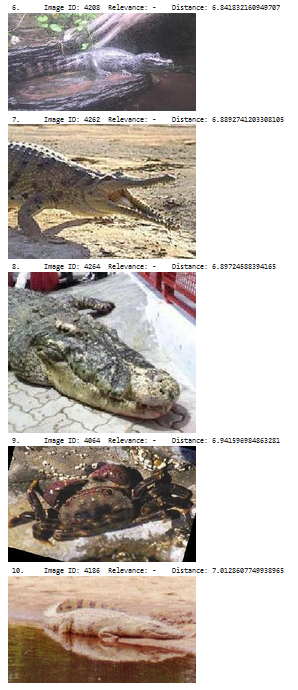 6. Image ID: 4208 Relevance: - Distance: 6.841832160949707
7. Image ID: 4262 Relevance: - Distance: 6.8892741203308105
8. Image ID: 4264 Relevance: - Distance: 6.89724588394165
9. Image ID: 4064 Relevance: - Distance: 6.941596984863281
10. Image ID: 4186 Relevance: - Distance: 7.0128607749938965